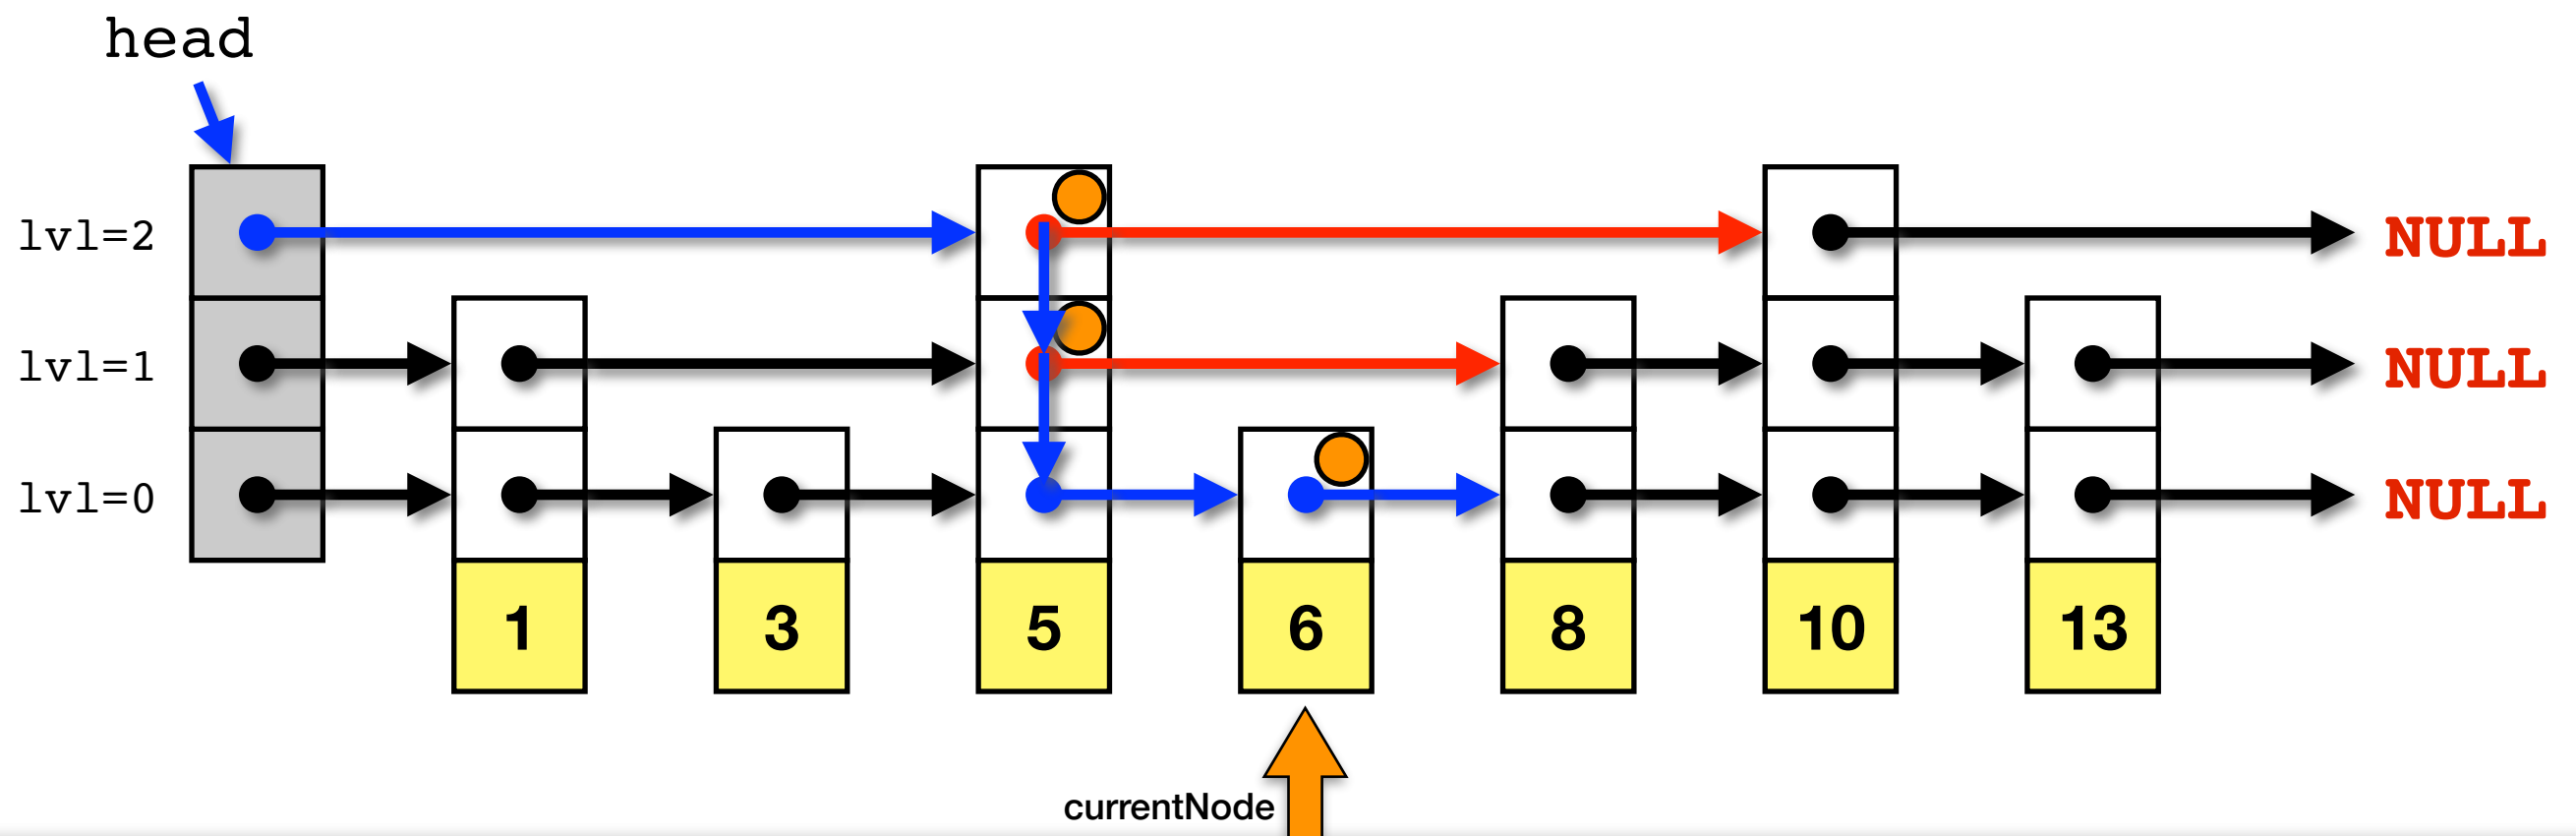 head
lvl=2 NULL
lvl=1 NULL
lvl=0 NULL
1 3 5 6 8 10 13
currentNode